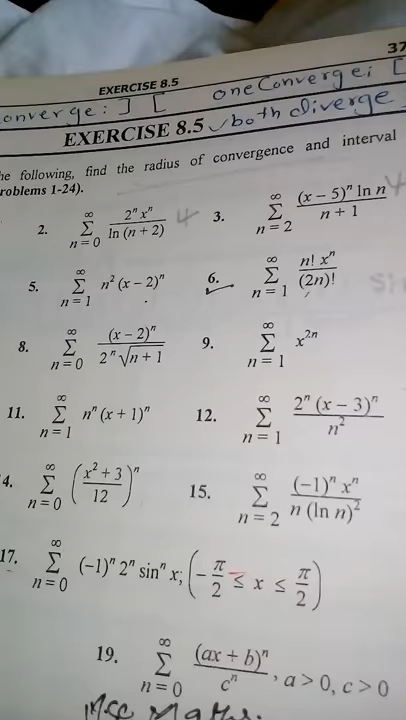 37
EXERCISE 8.5
onverge: ] [ one Converge; [
EXERCISE 8.5 both diverge
he following, find the radius of convergence and interval
roblems 1-24).
2. ∞ Σ n = 0 2ⁿ xⁿ / ln (n + 2) 3. ∞ Σ n = 2 (x – 5)ⁿ ln n / n + 1
5. ∞ Σ n = 1 n² (x – 2)ⁿ 6. ∞ Σ n = 1 n! xⁿ / (2n)!
8. ∞ Σ n = 0 (x – 2)ⁿ / 2ⁿ √n + 1 9. ∞ Σ n = 1 x²ⁿ
11. ∞ Σ n = 1 nⁿ (x + 1)ⁿ 12. ∞ Σ n = 1 2ⁿ (x – 3)ⁿ / n²
4. ∞ Σ n = 0 (x² + 3 / 12)ⁿ 15. ∞ Σ n = 2 (–1)ⁿ xⁿ / n (ln n)²
17. ∞ Σ n = 0 (–1)ⁿ 2ⁿ sinⁿ x; (– π/2 ≤ x ≤ π/2)
19. ∞ Σ n = 0 (ax + b)ⁿ / cⁿ , a > 0, c > 0
Msc Maths.